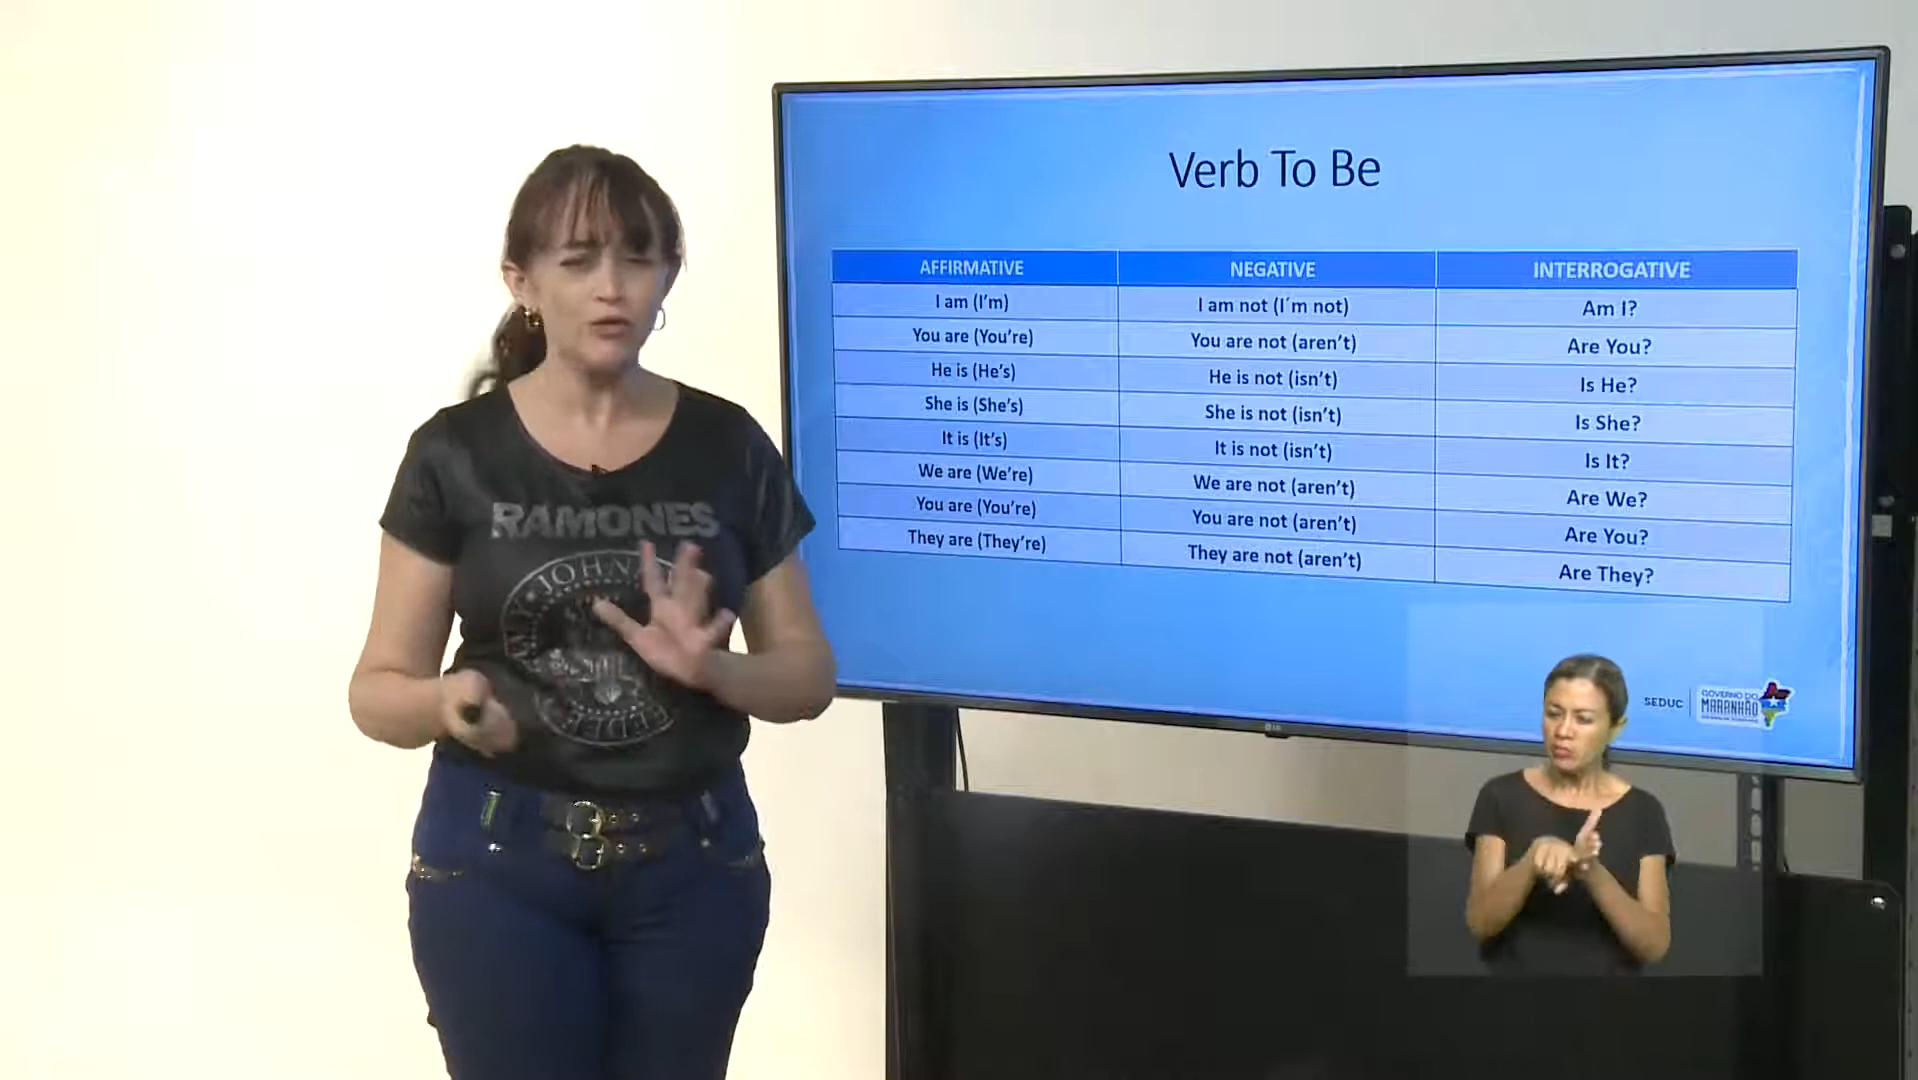 Verb To Be
AFFIRMATIVE NEGATIVE INTERROGATIVE
I am (I'm) I am not (I´m not) Am I?
You are (You're) You are not (aren't) Are You?
He is (He's) He is not (isn't) Is He?
She is (She's) She is not (isn't) Is She?
It is (It's) It is not (isn't) Is It?
We are (We're) We are not (aren't) Are We?
You are (You're) You are not (aren't) Are You?
They are (They're) They are not (aren't) Are They?
RAMONES
SEDUC
GOVERNO DO
MARANHÃO
LG